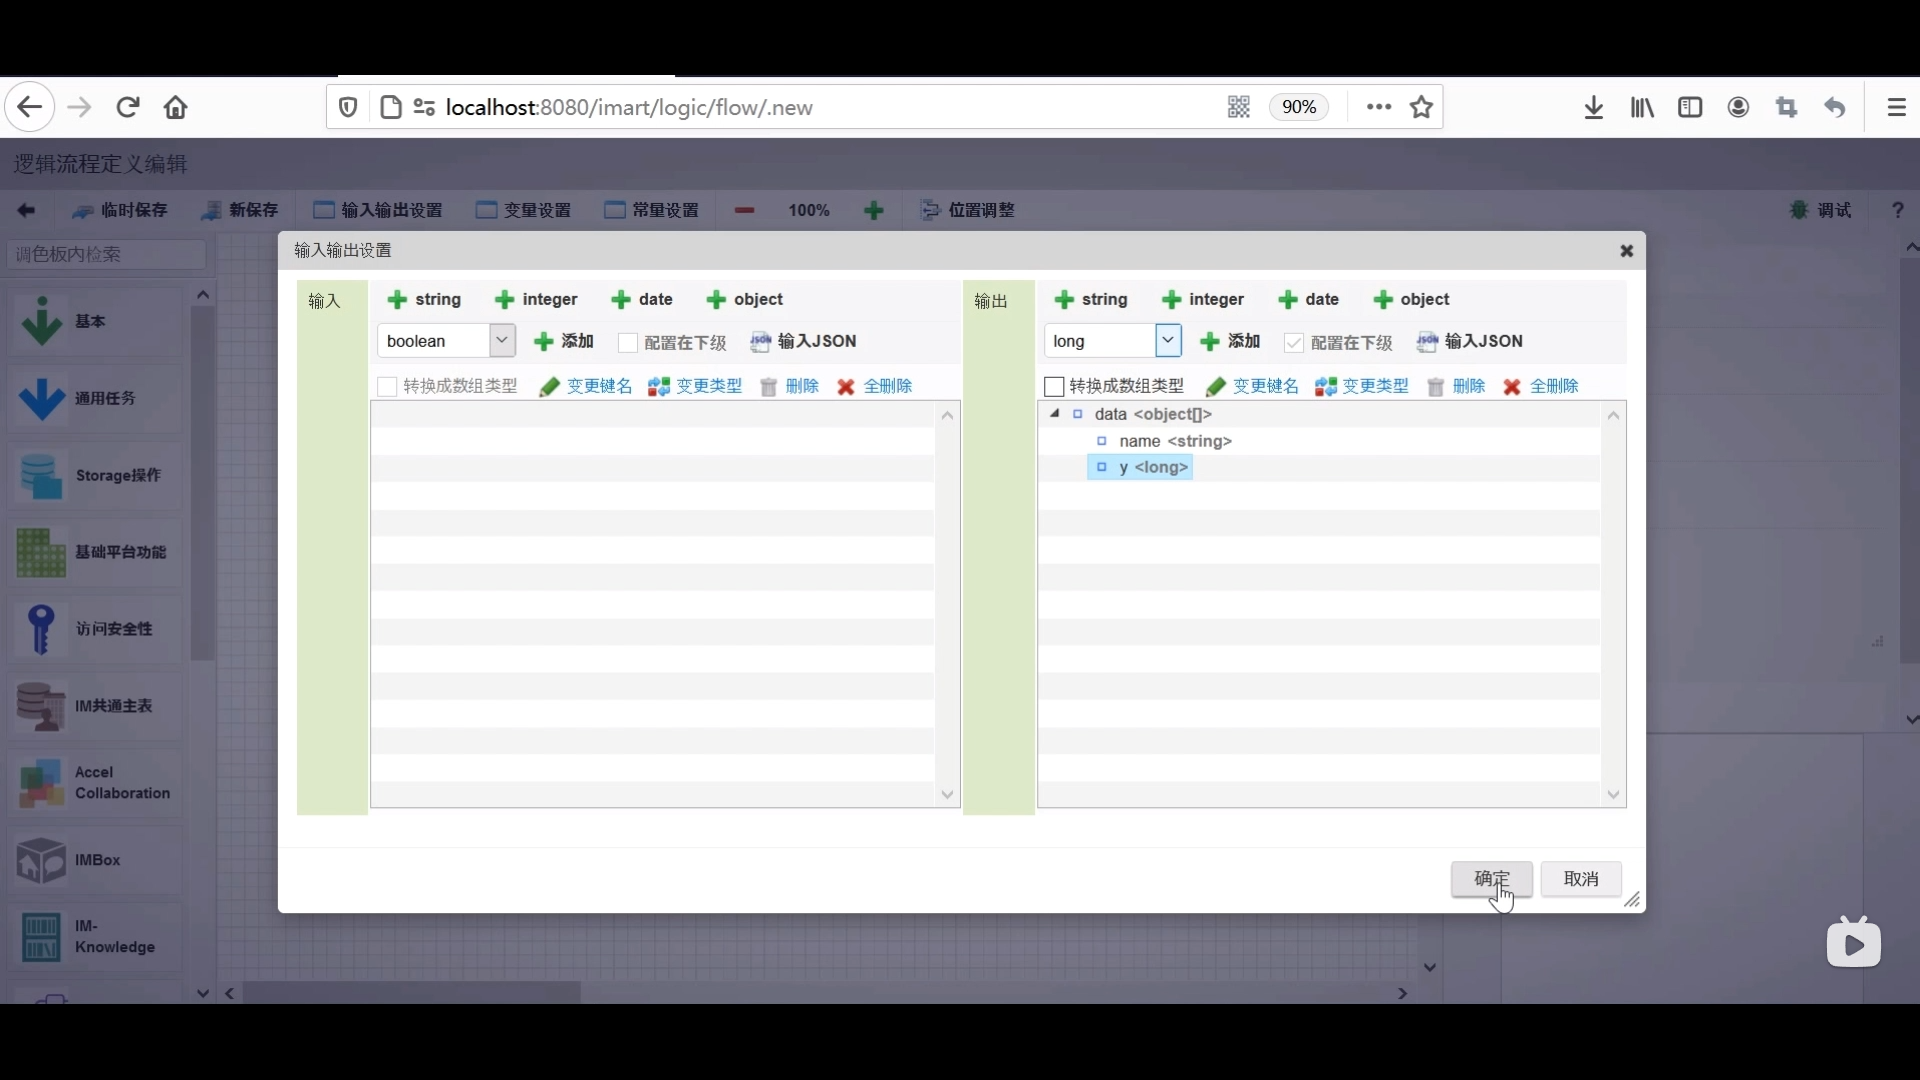 localhost:8080/imart/logic/flow/.new
90%
逻辑流程定义编辑
临时保存
新保存
输入输出设置
变量设置
常量设置
100%
位置调整
调试
?
调色板内检索
基本
通用任务
Storage操作
基础平台功能
访问安全性
IM共通主表
Accel
Collaboration
IMBox
IM-
Knowledge
输入输出设置
输入
string integer date object
boolean 添加 配置在下级 JSON 输入JSON
转换成数组类型 变更键名 变更类型 删除 全删除
输出
string integer date object
long 添加 配置在下级 JSON 输入JSON
转换成数组类型 变更键名 变更类型 删除 全删除
data <object[]>
name <string>
y <long>
确定 取消